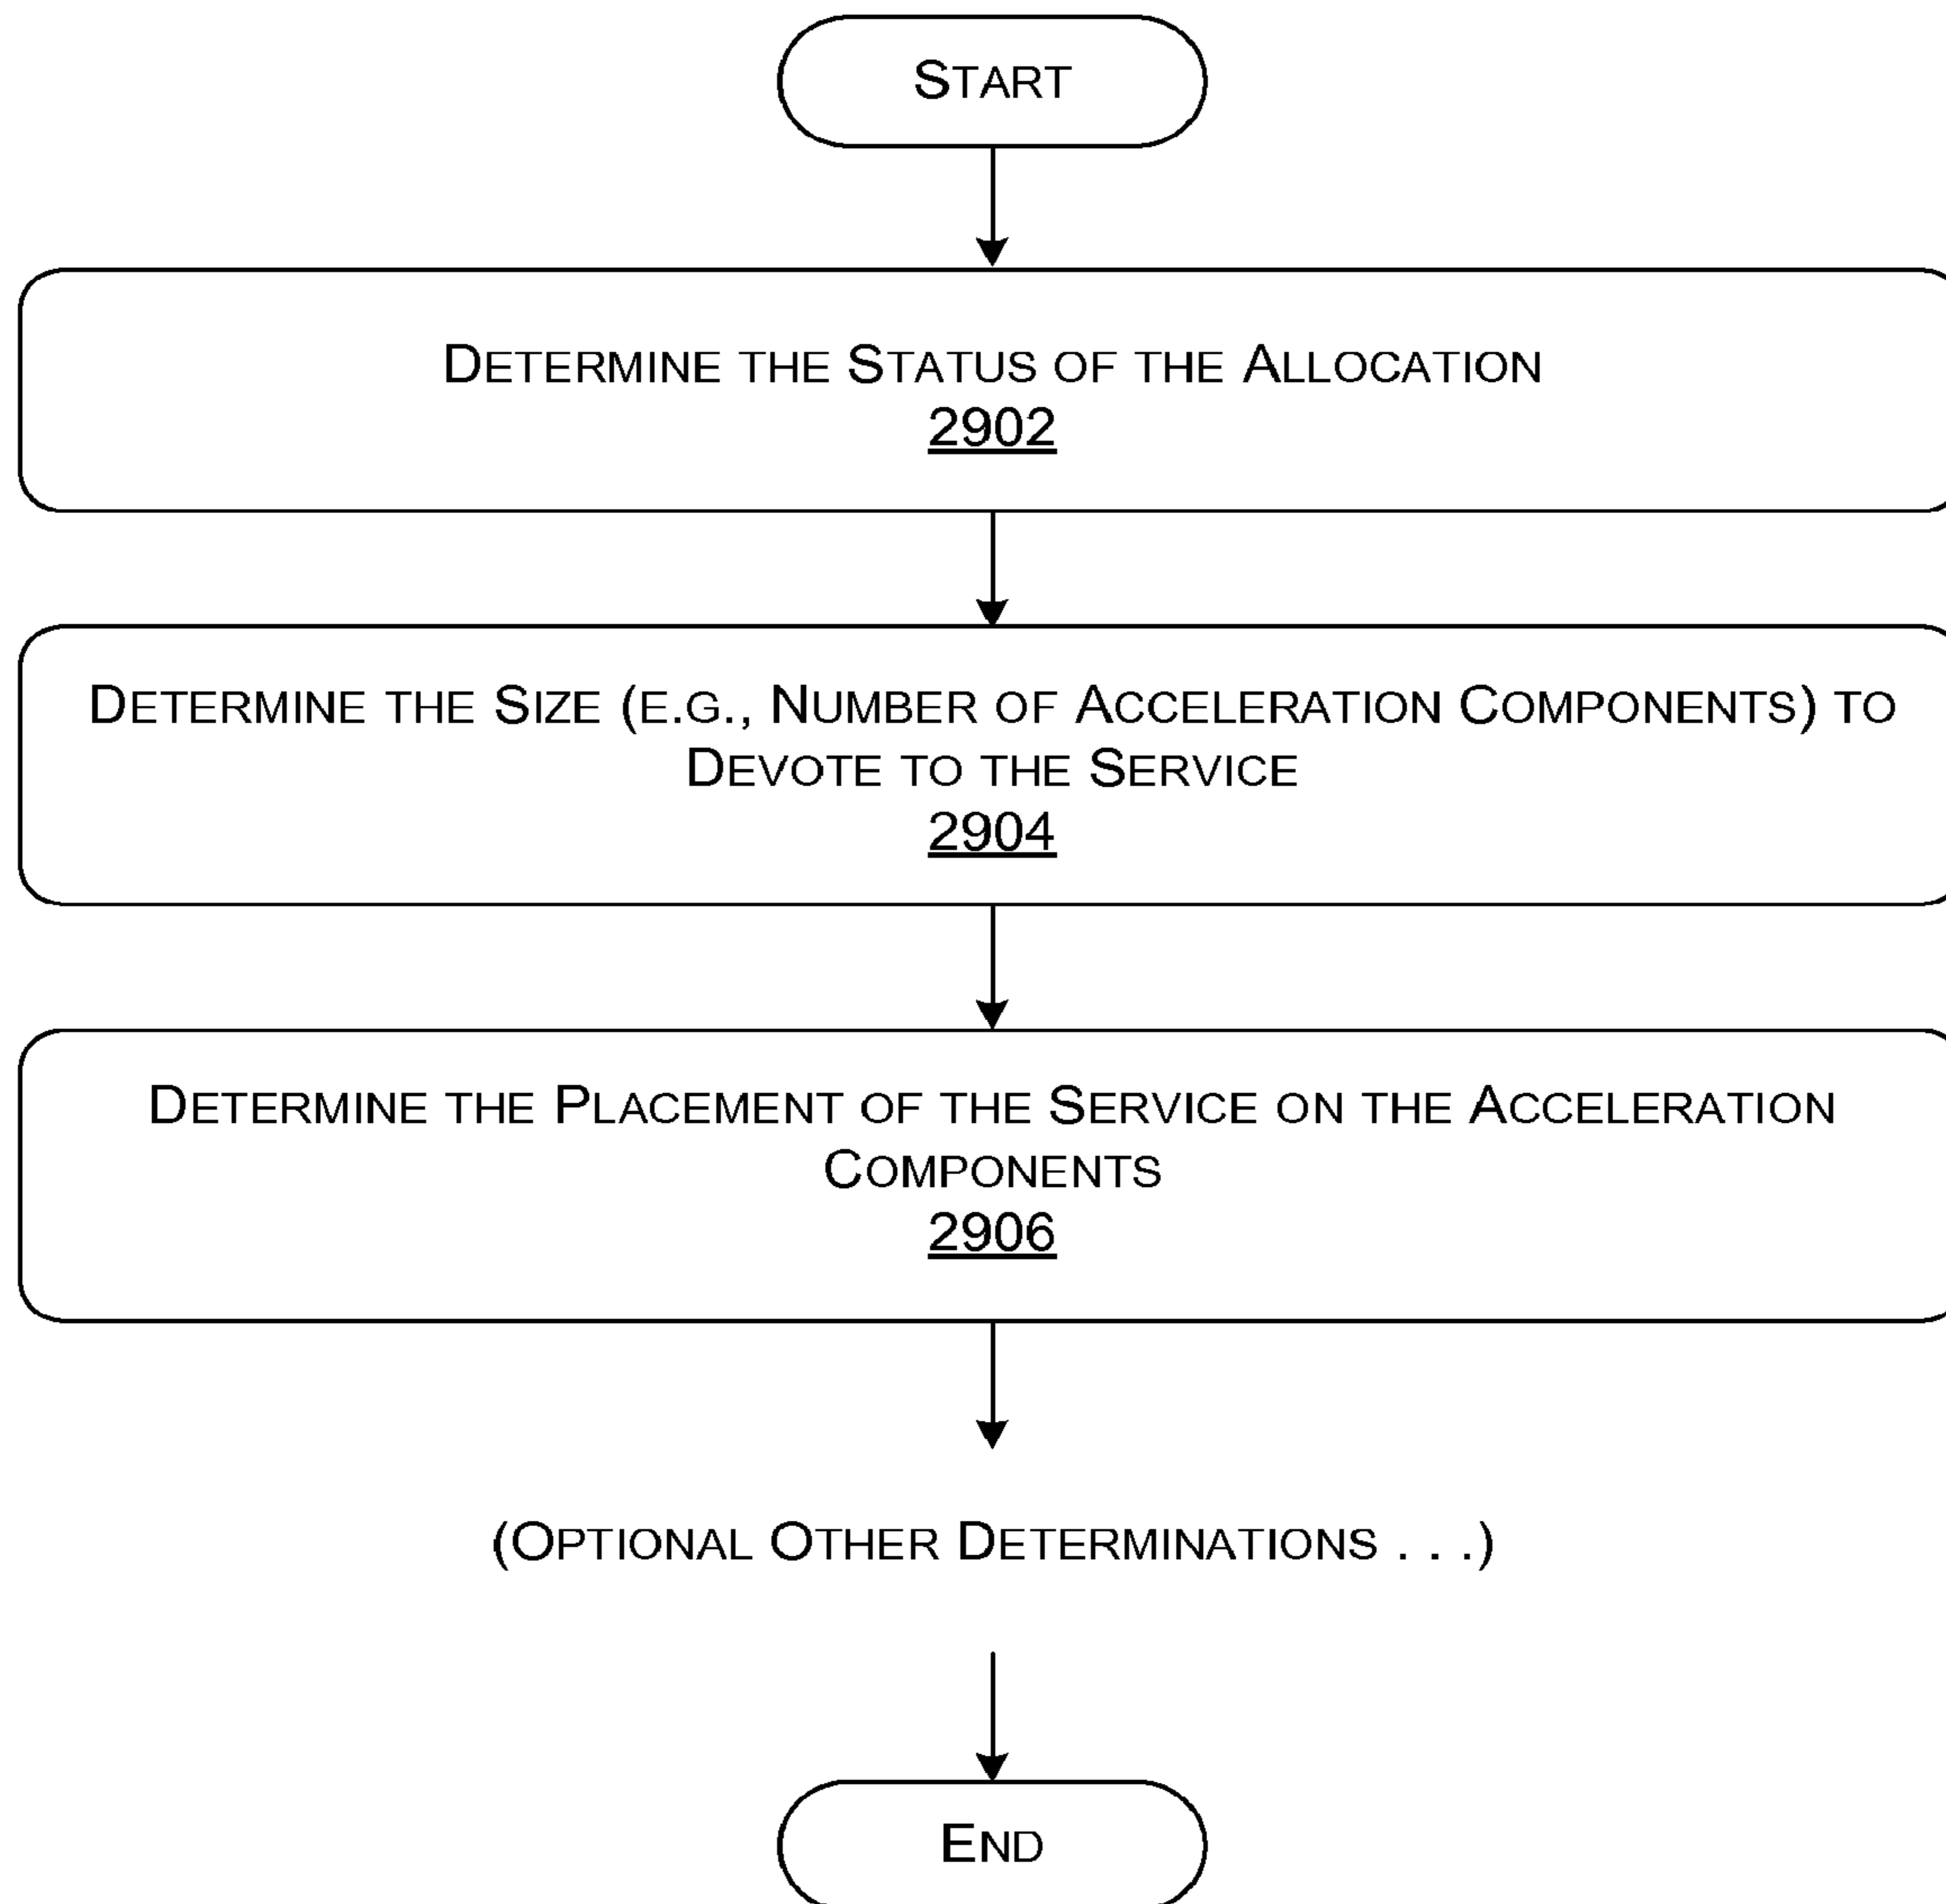 START
DETERMINE THE STATUS OF THE ALLOCATION
2902
DETERMINE THE SIZE (E.G., NUMBER OF ACCELERATION COMPONENTS) TO
DEVOTE TO THE SERVICE
2904
DETERMINE THE PLACEMENT OF THE SERVICE ON THE ACCELERATION
COMPONENTS
2906
(OPTIONAL OTHER DETERMINATIONS . . .)
END